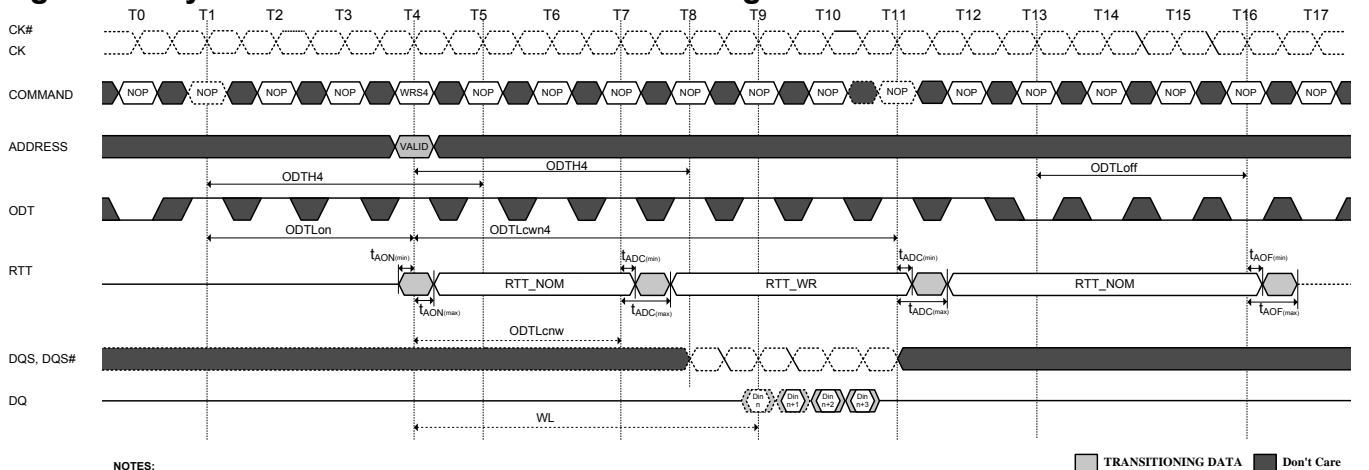 T0 T1 T2 T3 T4 T5 T6 T7 T8 T9 T10 T11 T12 T13 T14 T15 T16 T17
CK#
CK
COMMAND NOP NOP NOP NOP WRS4 NOP NOP NOP NOP NOP NOP NOP NOP NOP NOP NOP NOP NOP
ADDRESS VALID
ODTH4 ODTLoff
ODTH4
ODT
ODTLon ODTLcwn4
tAON(min) tADC(min) tADC(min) tAOF(min)
RTT RTT_NOM RTT_WR RTT_NOM
tAON(max) tADC(max) tADC(max) tAOF(max)
ODTLcnw
DQS, DQS#
DQ Din n Din n+1 Din n+2 Din n+3
WL
NOTES: TRANSITIONING DATA Don't Care